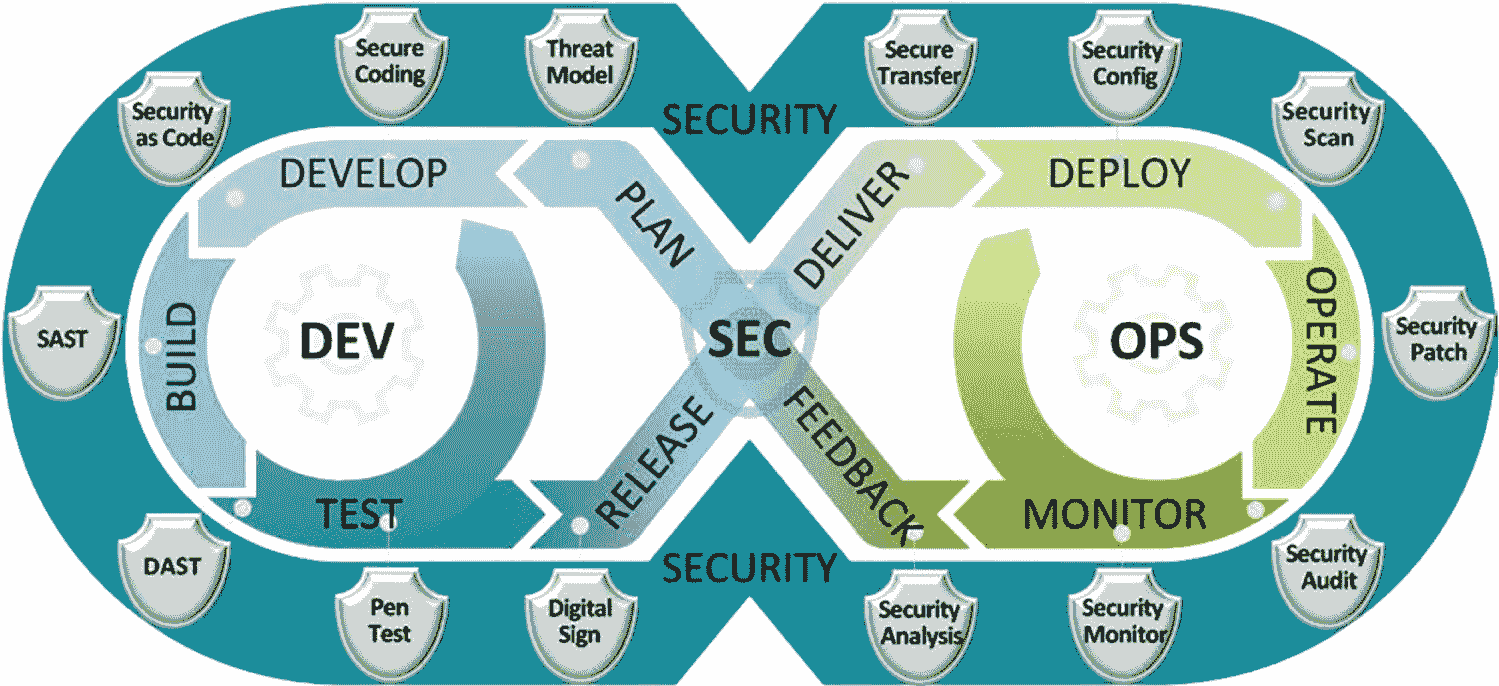 Secure
Coding
Threat
Model
Secure
Transfer
Security
Config
Security
as Code
SECURITY
Security
Scan
DEVELOP
PLAN
DELIVER
DEPLOY
SAST
BUILD
DEV
SEC
OPS
OPERATE
Security
Patch
TEST
RELEASE
FEEDBACK
MONITOR
DAST
SECURITY
Security
Audit
Pen
Test
Digital
Sign
Security
Analysis
Security
Monitor